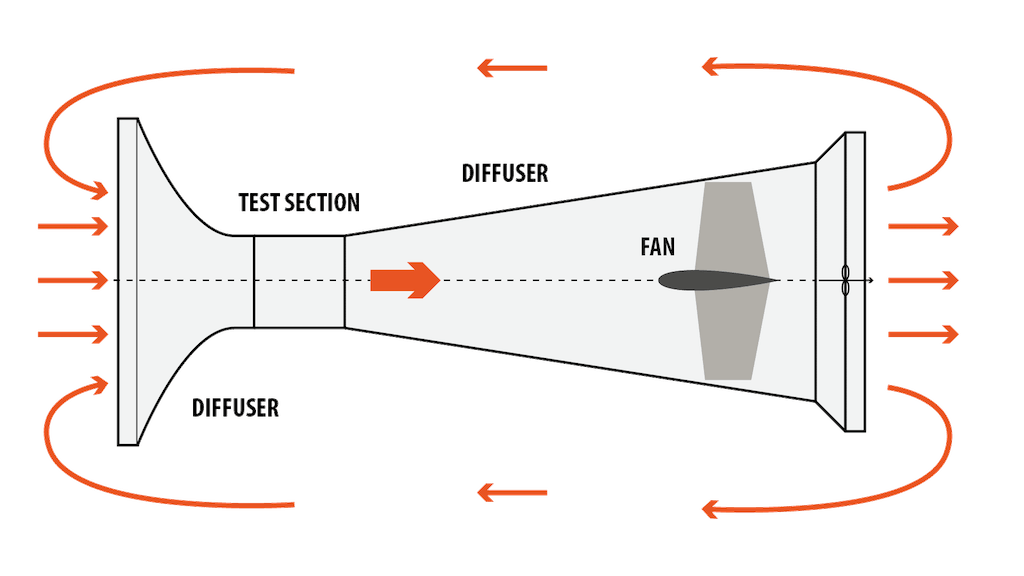 DIFFUSER
TEST SECTION
FAN
DIFFUSER